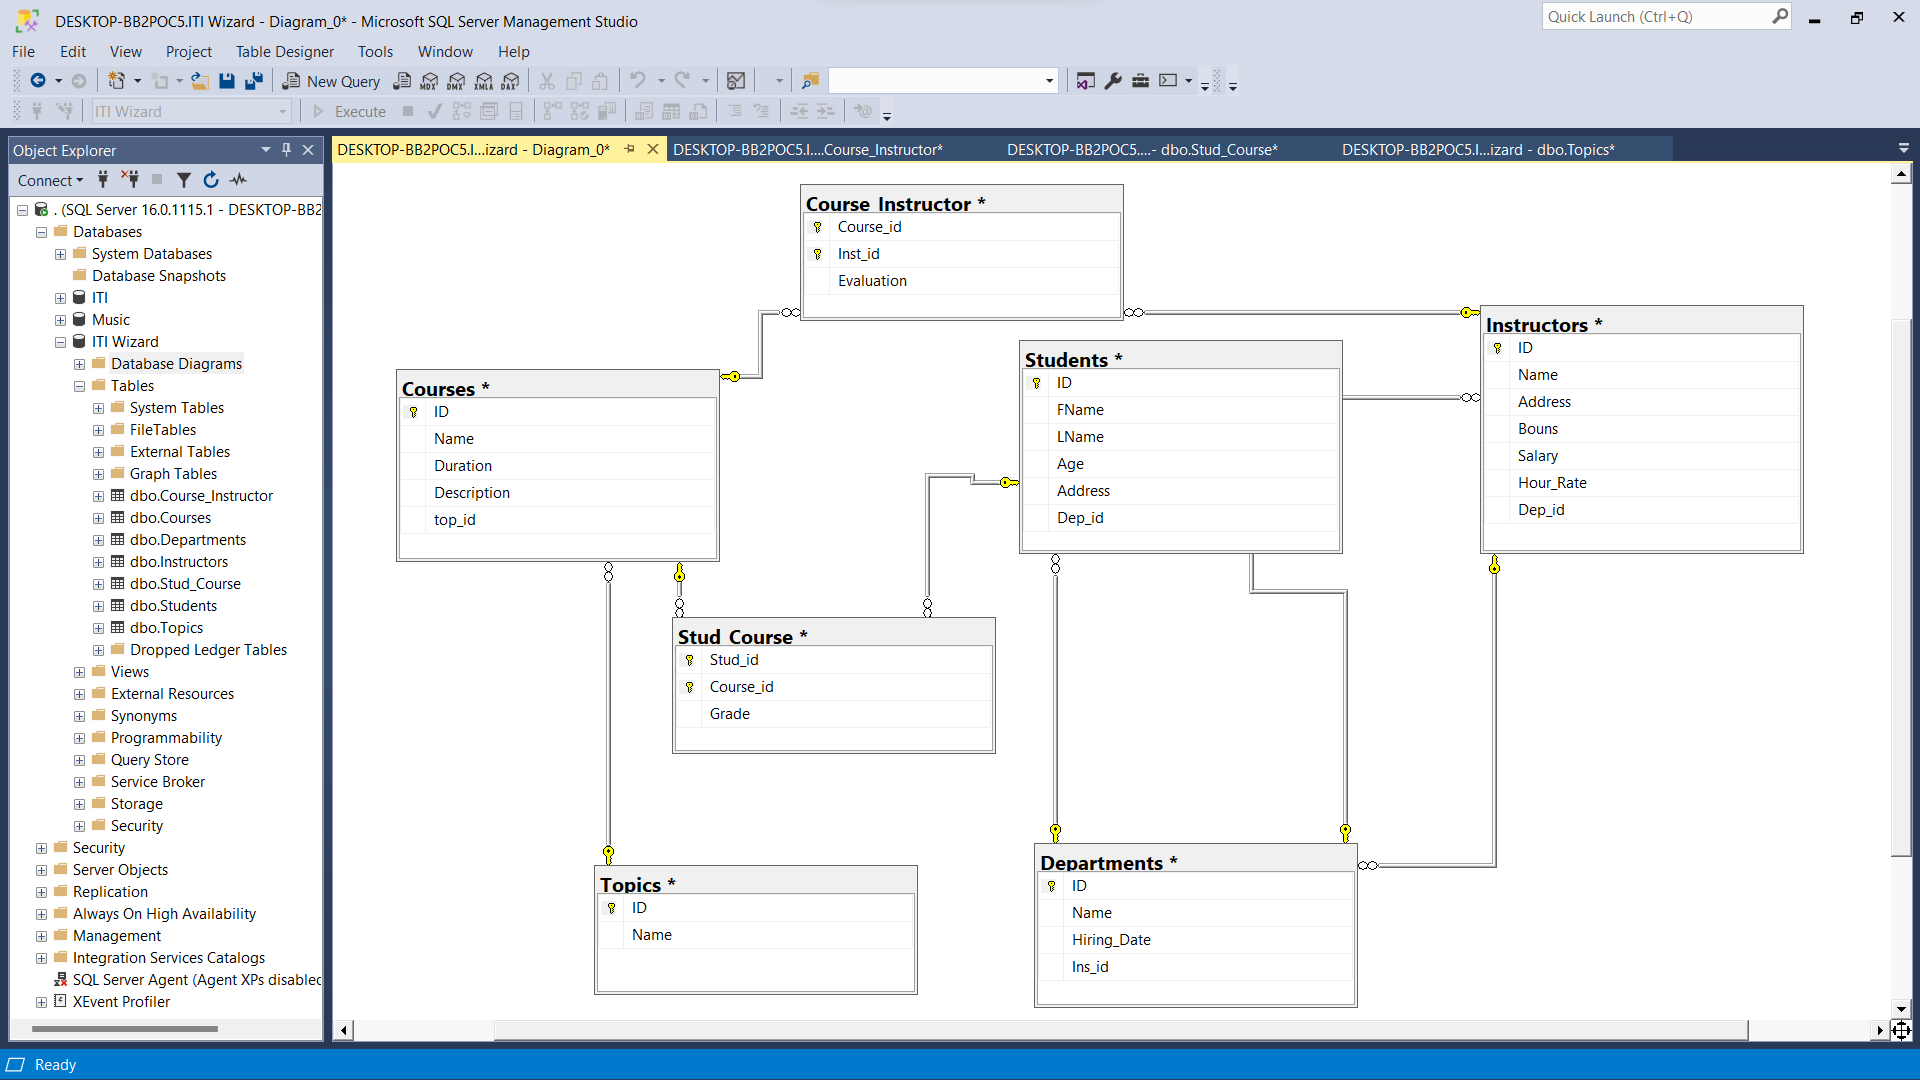 DESKTOP-BB2POC5.ITI Wizard - Diagram_0* - Microsoft SQL Server Management Studio
Quick Launch (Ctrl+Q)
File Edit View Project Table Designer Tools Window Help
New Query MDX DMX XMLA DAX
ITI Wizard Execute
Object Explorer
DESKTOP-BB2POC5.I...izard - Diagram_0* DESKTOP-BB2POC5.I....Course_Instructor* DESKTOP-BB2POC5....- dbo.Stud_Course* DESKTOP-BB2POC5.I...izard - dbo.Topics*
Connect
. (SQL Server 16.0.1115.1 - DESKTOP-BB2
Databases
System Databases
Database Snapshots
ITI
Music
ITI Wizard
Database Diagrams
Tables
System Tables
FileTables
External Tables
Graph Tables
dbo.Course_Instructor
dbo.Courses
dbo.Departments
dbo.Instructors
dbo.Stud_Course
dbo.Students
dbo.Topics
Dropped Ledger Tables
Views
External Resources
Synonyms
Programmability
Query Store
Service Broker
Storage
Security
Security
Server Objects
Replication
Always On High Availability
Management
Integration Services Catalogs
SQL Server Agent (Agent XPs disabled
XEvent Profiler
Course_Instructor *
Course_id
Inst_id
Evaluation
Instructors *
ID
Name
Address
Bouns
Salary
Hour_Rate
Dep_id
Students *
ID
FName
LName
Age
Address
Dep_id
Courses *
ID
Name
Duration
Description
top_id
Stud_Course *
Stud_id
Course_id
Grade
Topics *
ID
Name
Departments *
ID
Name
Hiring_Date
Ins_id
Ready